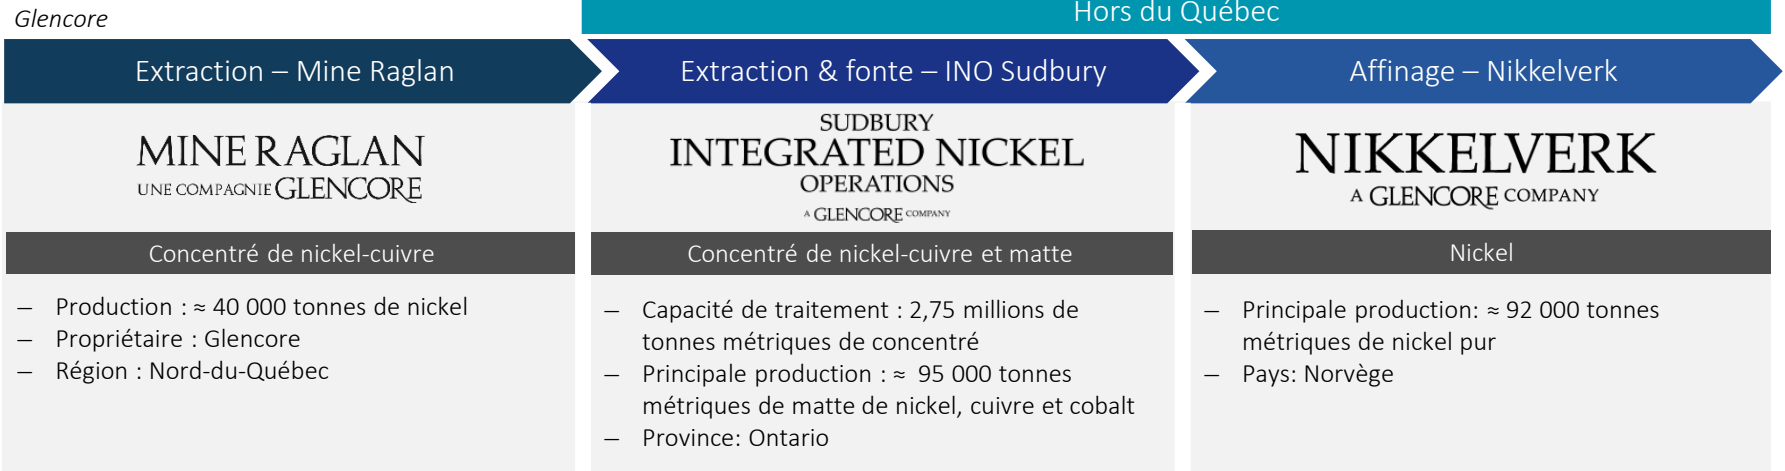 Glencore
Hors du Québec
Extraction – Mine Raglan
Extraction & fonte – INO Sudbury
Affinage – Nikkelverk
MINE RAGLAN
UNE COMPAGNIE GLENCORE
SUDBURY
INTEGRATED NICKEL
OPERATIONS
A GLENCORE COMPANY
NIKKELVERK
A GLENCORE COMPANY
Concentré de nickel-cuivre
Concentré de nickel-cuivre et matte
Nickel
– Production : ≈ 40 000 tonnes de nickel
– Propriétaire : Glencore
– Région : Nord-du-Québec
– Capacité de traitement : 2,75 millions de
tonnes métriques de concentré
– Principale production : ≈ 95 000 tonnes
métriques de matte de nickel, cuivre et cobalt
– Province: Ontario
– Principale production: ≈ 92 000 tonnes
métriques de nickel pur
– Pays: Norvège